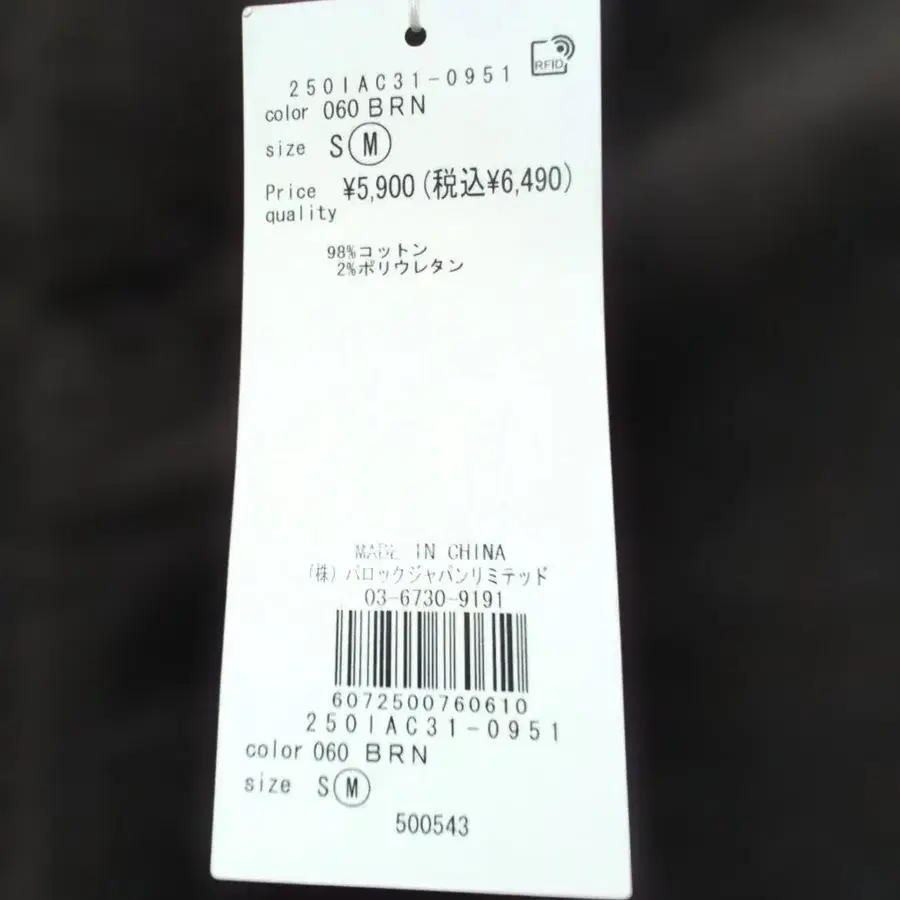 RFID
250IAC31-0951
color 060 BRN
size S M
Price ¥5,900(税込¥6,490)
quality
98%コットン
2%ポリウレタン
MADE IN CHINA
(株)バロックジャパンリミテッド
03-6730-9191
6072500760610
250IAC31-0951
color 060 BRN
size S M
500543